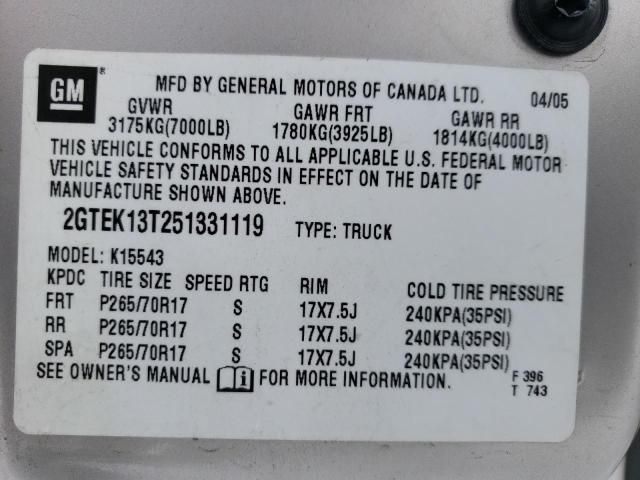 GM ® MFD BY GENERAL MOTORS OF CANADA LTD. 04/05
GVWR GAWR FRT GAWR RR
3175KG(7000LB) 1780KG(3925LB) 1814KG(4000LB)
THIS VEHICLE CONFORMS TO ALL APPLICABLE U.S. FEDERAL MOTOR
VEHICLE SAFETY STANDARDS IN EFFECT ON THE DATE OF
MANUFACTURE SHOWN ABOVE.
2GTEK13T251331119 TYPE: TRUCK
MODEL: K15543
KPDC TIRE SIZE SPEED RTG RIM COLD TIRE PRESSURE
FRT P265/70R17 S 17X7.5J 240KPA(35PSI)
RR P265/70R17 S 17X7.5J 240KPA(35PSI)
SPA P265/70R17 S 17X7.5J 240KPA(35PSI)
SEE OWNER'S MANUAL i FOR MORE INFORMATION. F 396
T 743